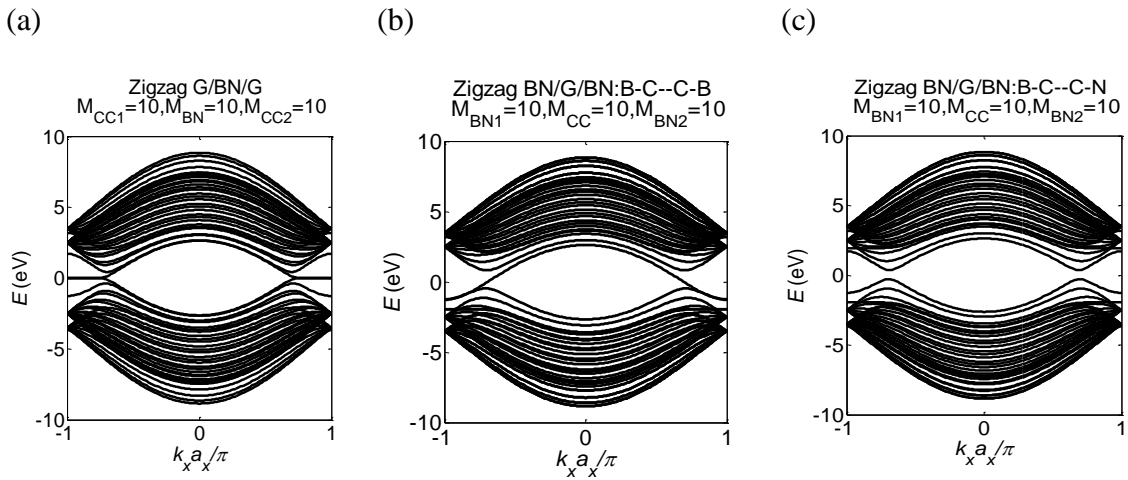 (a)
Zigzag G/BN/G
M_CC1=10,M_BN=10,M_CC2=10
10
5
0
-5
-10
E (eV)
-1
0
1
k_x a_x/π
(b)
Zigzag BN/G/BN:B-C--C-B
M_BN1=10,M_CC=10,M_BN2=10
10
5
0
-5
-10
E (eV)
-1
0
1
k_x a_x/π
(c)
Zigzag BN/G/BN:B-C--C-N
M_BN1=10,M_CC=10,M_BN2=10
10
5
0
-5
-10
E (eV)
-1
0
1
k_x a_x/π